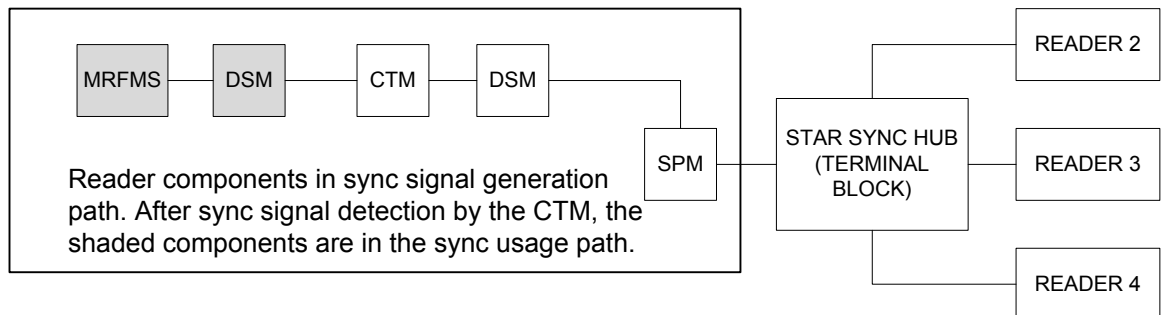 MRFMS
DSM
CTM
DSM
SPM
Reader components in sync signal generation
path. After sync signal detection by the CTM, the
shaded components are in the sync usage path.
STAR SYNC HUB
(TERMINAL
BLOCK)
READER 2
READER 3
READER 4